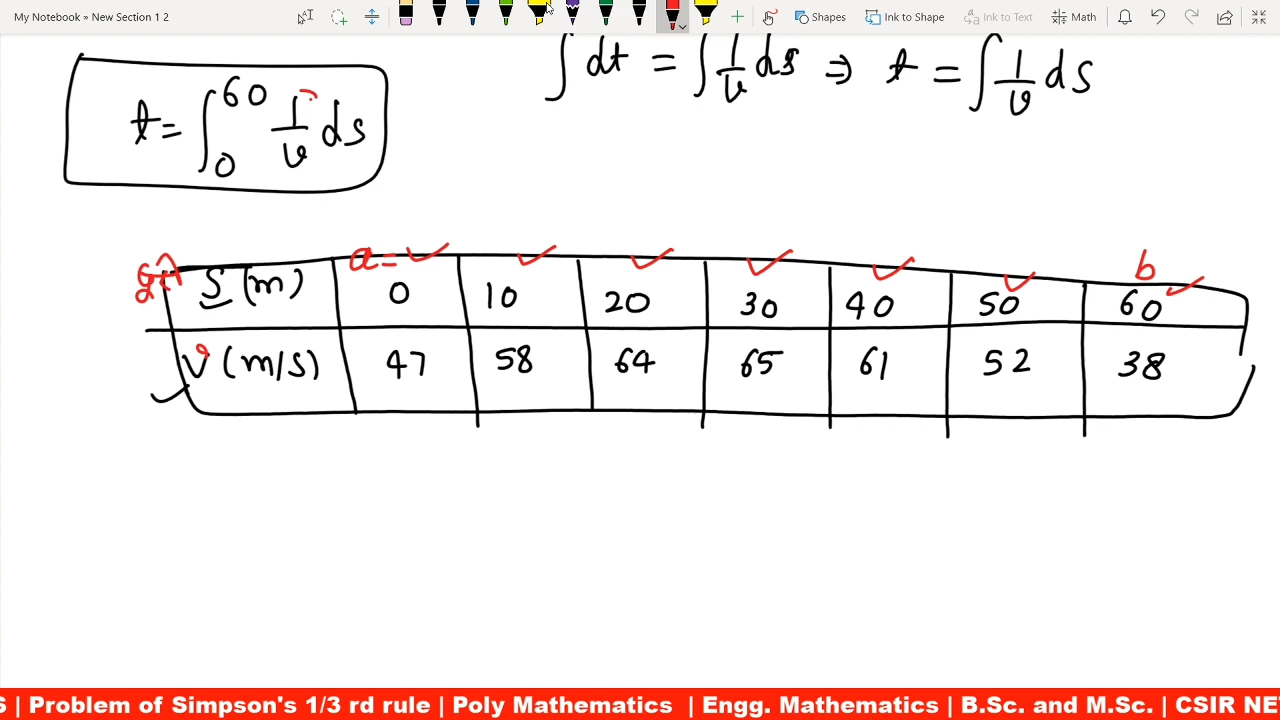 My Notebook » New Section 1 2
Shapes Ink to Shape Ink to Text Math
∫ dt = ∫ 1/v ds ⇒ t = ∫ 1/v ds
t = ∫₀⁶⁰ 1/v ds
a= b
S (m) 0 10 20 30 40 50 60
v (m/s) 47 58 64 65 61 52 38
S | Problem of Simpson's 1/3 rd rule | Poly Mathematics | Engg. Mathematics | B.Sc. and M.Sc. | CSIR NE